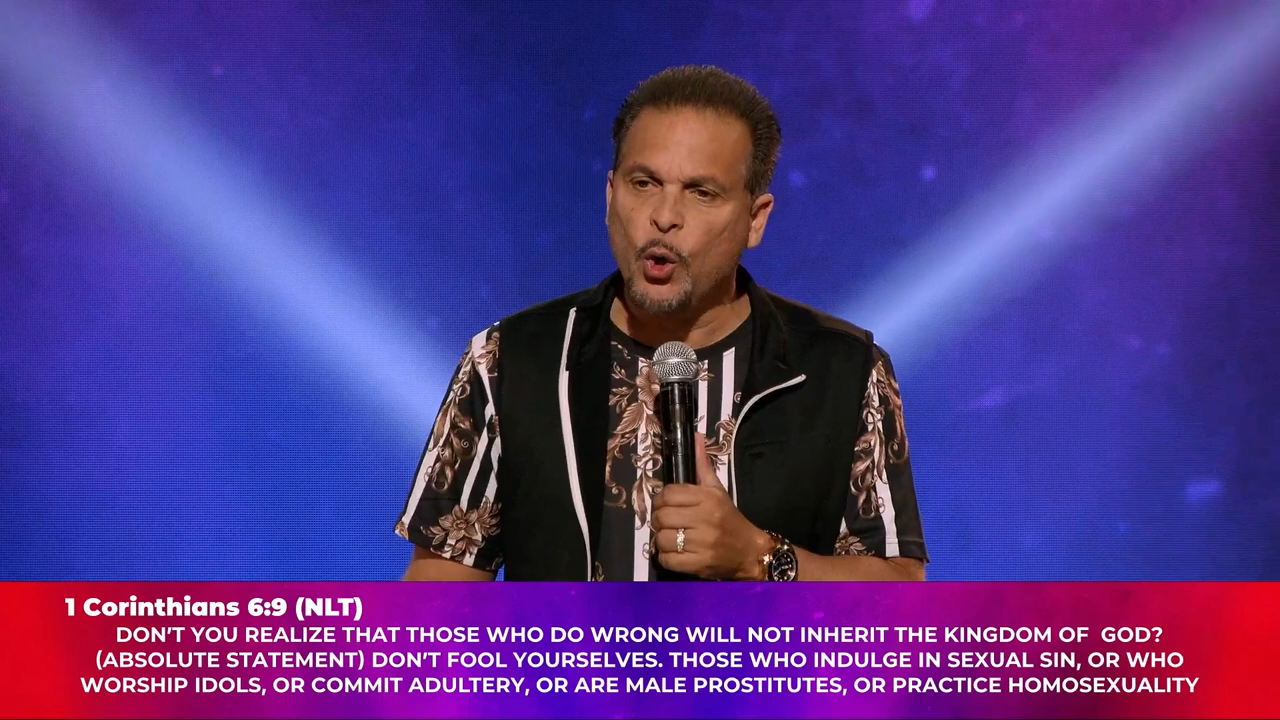 1 Corinthians 6:9 (NLT)
DON'T YOU REALIZE THAT THOSE WHO DO WRONG WILL NOT INHERIT THE KINGDOM OF GOD?
(ABSOLUTE STATEMENT) DON'T FOOL YOURSELVES. THOSE WHO INDULGE IN SEXUAL SIN, OR WHO
WORSHIP IDOLS, OR COMMIT ADULTERY, OR ARE MALE PROSTITUTES, OR PRACTICE HOMOSEXUALITY